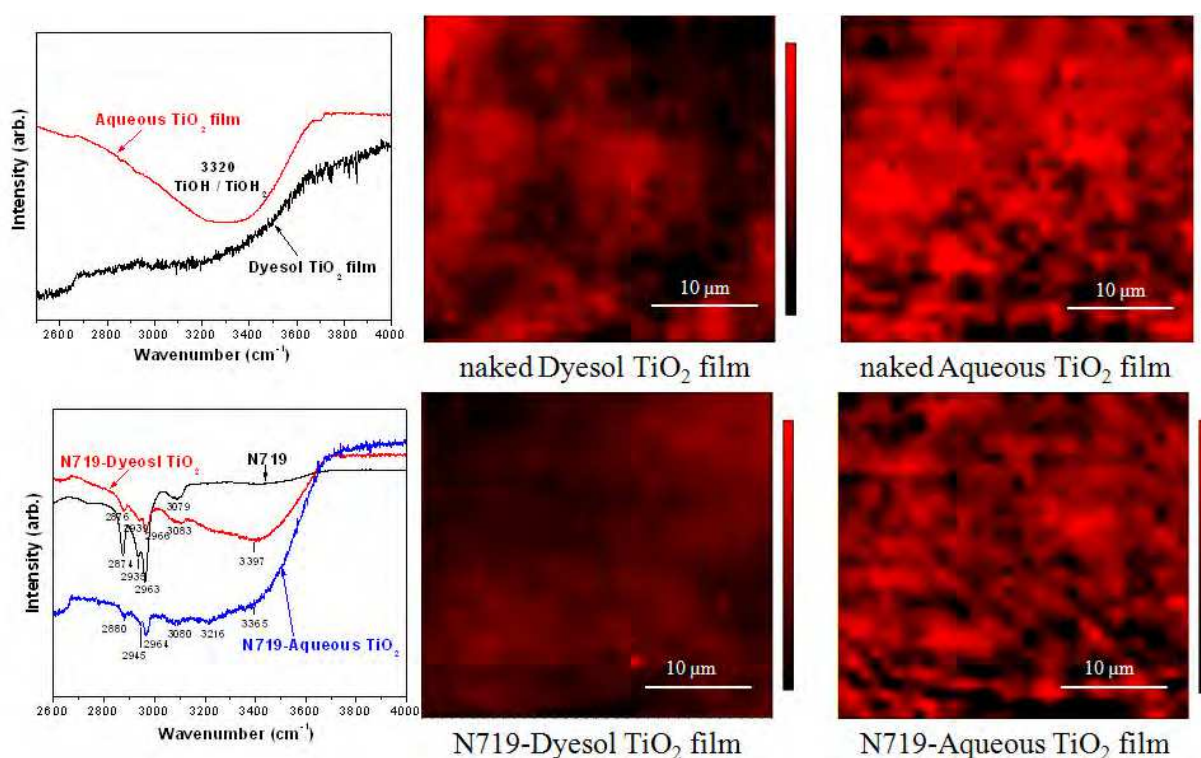 Intensity (arb.)
Aqueous TiO₂ film
3320
TiOH / TiOH₂
Dyesol TiO₂ film
2600 2800 3000 3200 3400 3600 3800 4000
Wavenumber (cm⁻¹)
10 μm
naked Dyesol TiO₂ film
10 μm
naked Aqueous TiO₂ film
Intensity (arb.)
N719-Dyeosl TiO₂
N719
3079
2876
2939
2966
3083
2874
2935
2963
3397
2880
2945
2964
3080
3216
3365
N719-Aqueous TiO₂
2600 2800 3000 3200 3400 3600 3800 4000
Wavenumber (cm⁻¹)
10 μm
N719-Dyesol TiO₂ film
10 μm
N719-Aqueous TiO₂ film